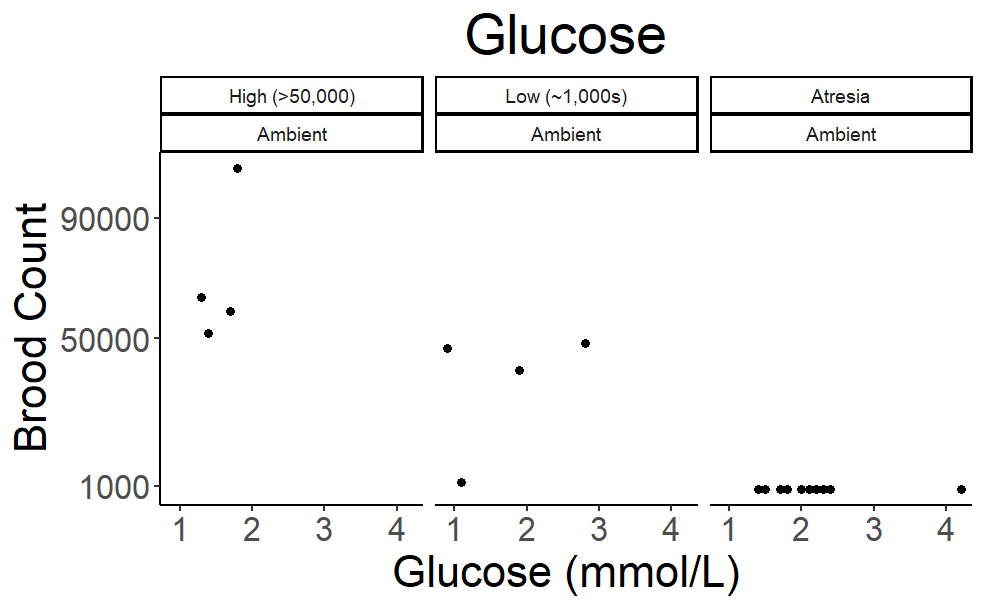 Glucose
High (>50,000) Low (~1,000s) Atresia
Ambient Ambient Ambient
Brood Count
90000
50000
1000
1 2 3 4 1 2 3 4 1 2 3 4
Glucose (mmol/L)